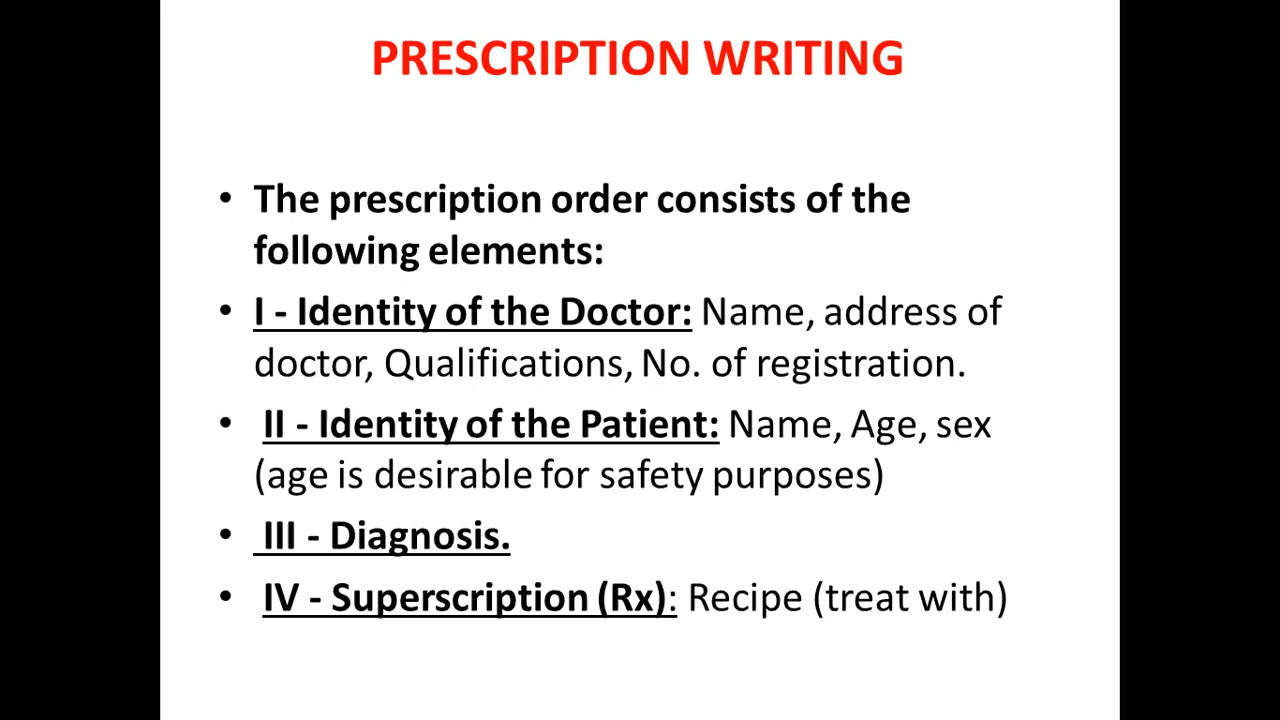 PRESCRIPTION WRITING
• The prescription order consists of the
following elements:
• I - Identity of the Doctor: Name, address of
doctor, Qualifications, No. of registration.
• II - Identity of the Patient: Name, Age, sex
(age is desirable for safety purposes)
• III - Diagnosis.
• IV - Superscription (Rx): Recipe (treat with)